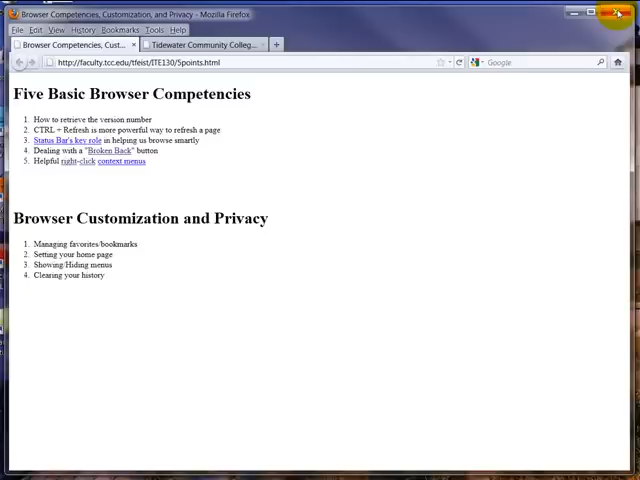 Browser Competencies, Customization, and Privacy - Mozilla Firefox
File Edit View History Bookmarks Tools Help
Browser Competencies, Cust... × Tidewater Community Colleg... +
http://faculty.tcc.edu/tfeist/ITE130/5points.html Google
Five Basic Browser Competencies
1. How to retrieve the version number
2. CTRL + Refresh is more powerful way to refresh a page
3. Status Bar's key role in helping us browse smartly
4. Dealing with a "Broken Back" button
5. Helpful right-click context menus
Browser Customization and Privacy
1. Managing favorites/bookmarks
2. Setting your home page
3. Showing/Hiding menus
4. Clearing your history